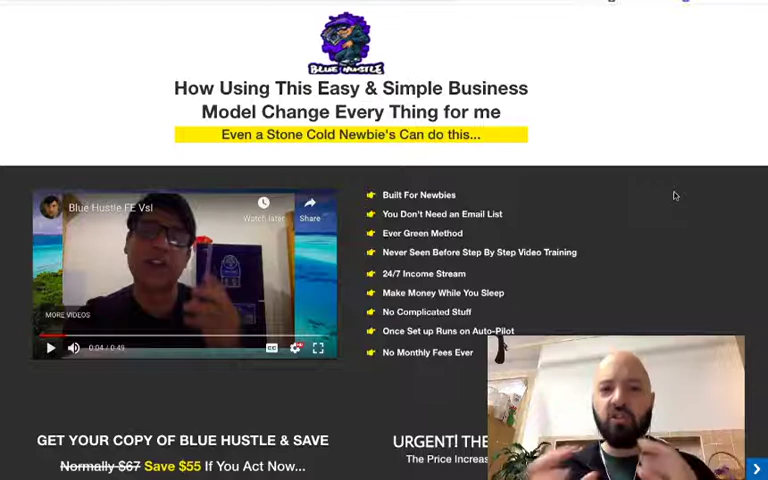 BLUE HUSTLE
How Using This Easy & Simple Business
Model Change Every Thing for me
Even a Stone Cold Newbie's Can do this...
Blue Hustle FE Vsl
Watch later
Share
MORE VIDEOS
0:04 / 0:49
CC
Built For Newbies
You Don't Need an Email List
Ever Green Method
Never Seen Before Step By Step Video Training
24/7 Income Stream
Make Money While You Sleep
No Complicated Stuff
Once Set up Runs on Auto-Pilot
No Monthly Fees Ever
GET YOUR COPY OF BLUE HUSTLE & SAVE
Normally $67 Save $55 If You Act Now...
URGENT! THE
The Price Increas